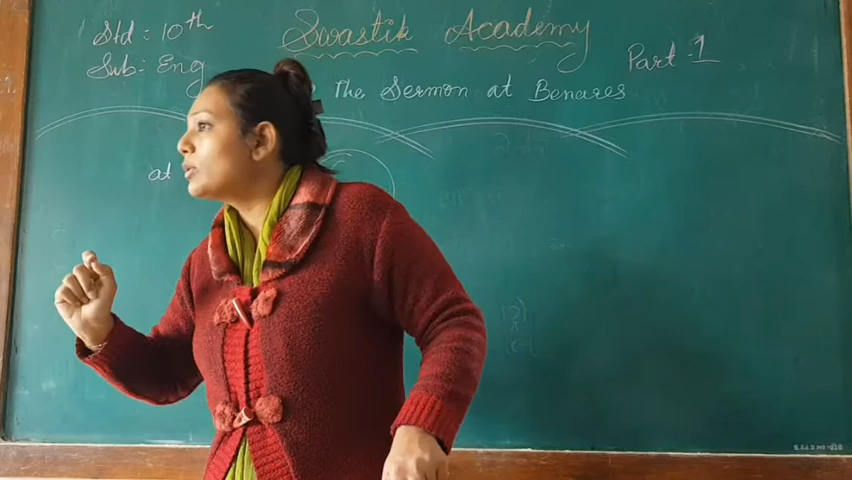 Std : 10th Swastik Academy
Sub:- Eng Part-1
The Sermon at Benares
at